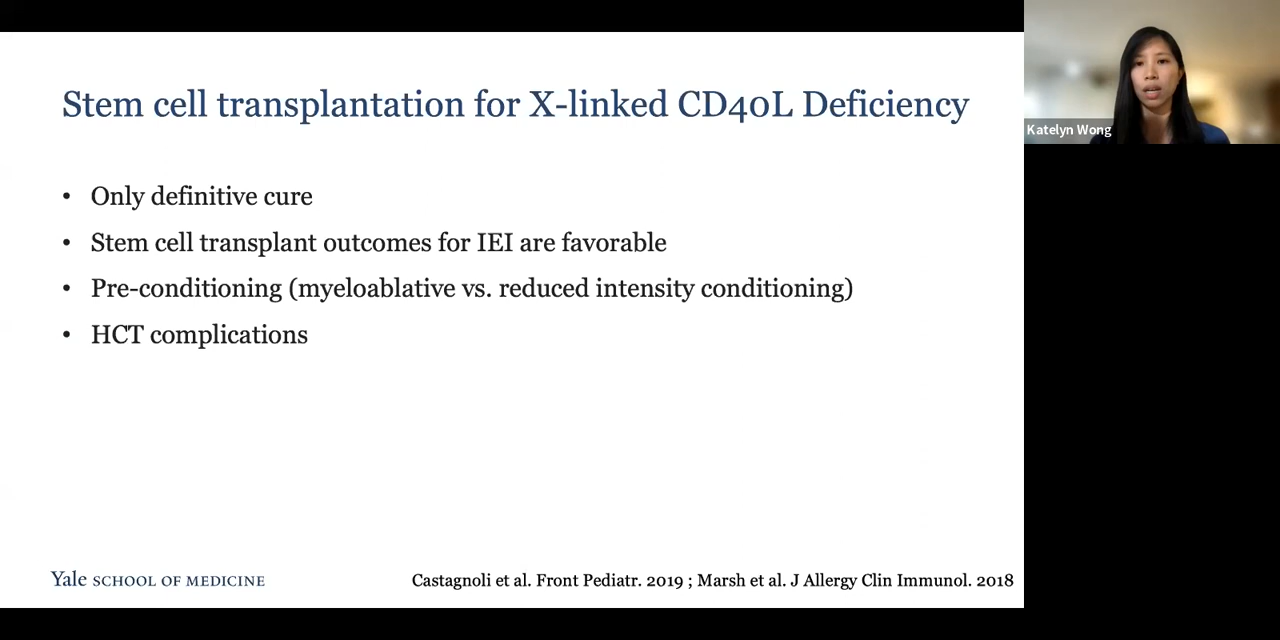 Stem cell transplantation for X-linked CD40L Deficiency
• Only definitive cure
• Stem cell transplant outcomes for IEI are favorable
• Pre-conditioning (myeloablative vs. reduced intensity conditioning)
• HCT complications
Yale SCHOOL OF MEDICINE
Castagnoli et al. Front Pediatr. 2019 ; Marsh et al. J Allergy Clin Immunol. 2018
Katelyn Wong